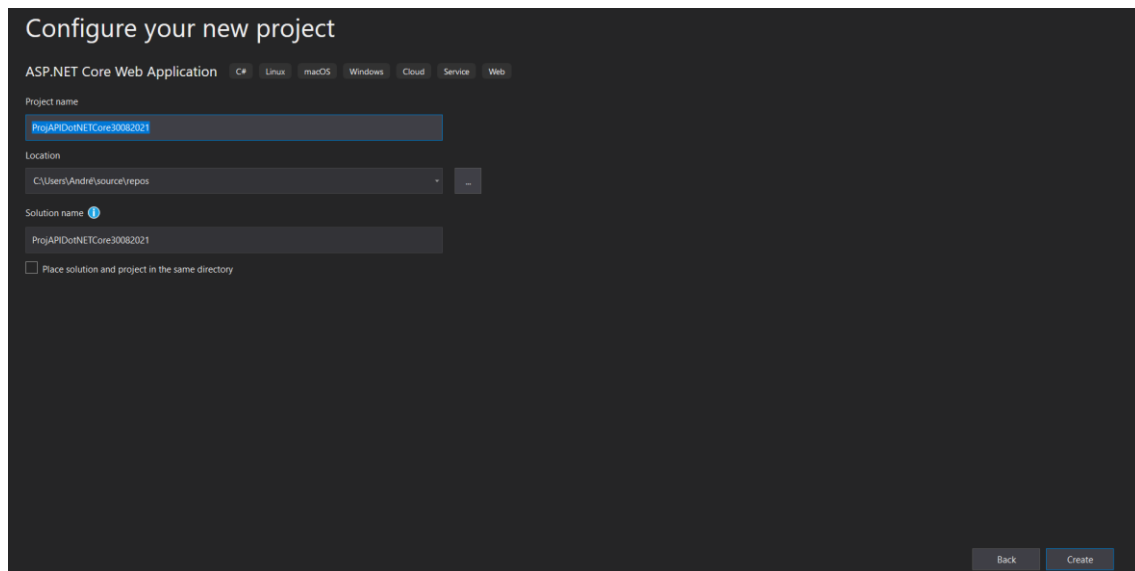 Configure your new project
ASP.NET Core Web Application C# Linux macOS Windows Cloud Service Web
Project name
ProjAPIDotNETCore30082021
Location
C:\Users\André\source\repos
...
Solution name
ProjAPIDotNETCore30082021
Place solution and project in the same directory
Back Create